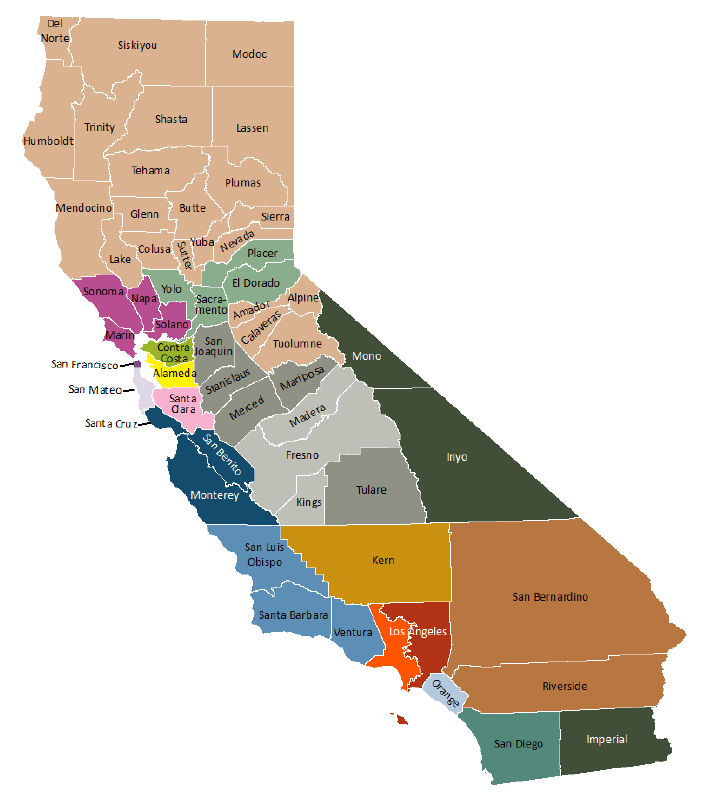 Del
Norte
Siskiyou
Modoc
Humboldt
Trinity
Shasta
Lassen
Tehama
Plumas
Mendocino
Glenn
Butte
Sierra
Lake
Colusa
Sutter
Yuba
Nevada
Placer
Sonoma
Napa
Yolo
El Dorado
Sacra-
mento
Amador
Alpine
Marin
Solano
Calaveras
Tuolumne
Contra
Costa
San
Joaquin
Mono
San Francisco
Alameda
Stanislaus
Mariposa
San Mateo
Santa
Clara
Merced
Madera
Santa Cruz
San Benito
Fresno
Inyo
Monterey
Kings
Tulare
San Luis
Obispo
Kern
San Bernardino
Santa Barbara
Ventura
Los Angeles
Orange
Riverside
San Diego
Imperial